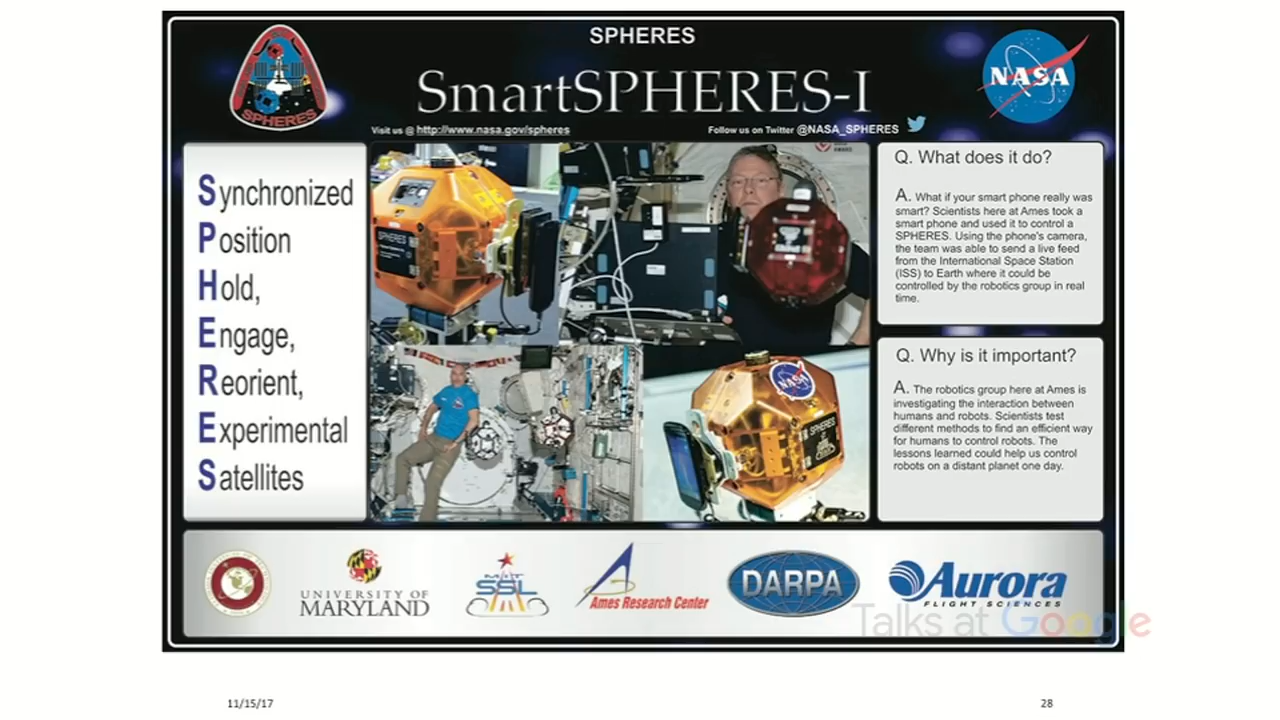 SPHERES
SmartSPHERES-I
Visit us @ http://www.nasa.gov/spheres
Follow us on Twitter @NASA_SPHERES
SPHERES
NASA
Synchronized
Position
Hold,
Engage,
Reorient,
Experimental
Satellites
SPHERES
NASA
SPHERES
Q. What does it do?
A. What if your smart phone really was
smart? Scientists here at Ames took a
smart phone and used it to control a
SPHERES. Using the phone's camera,
the team was able to send a live feed
from the International Space Station
(ISS) to Earth where it could be
controlled by the robotics group in real
time.
Q. Why is it important?
A. The robotics group here at Ames is
investigating the interaction between
humans and robots. Scientists test
different methods to find an efficient way
for humans to control robots. The
lessons learned could help us control
robots on a distant planet one day.
UNIVERSITY OF
MARYLAND
MIT
SSL
Ames Research Center
DARPA
Aurora
FLIGHT SCIENCES
Talks at Google
11/15/17
28